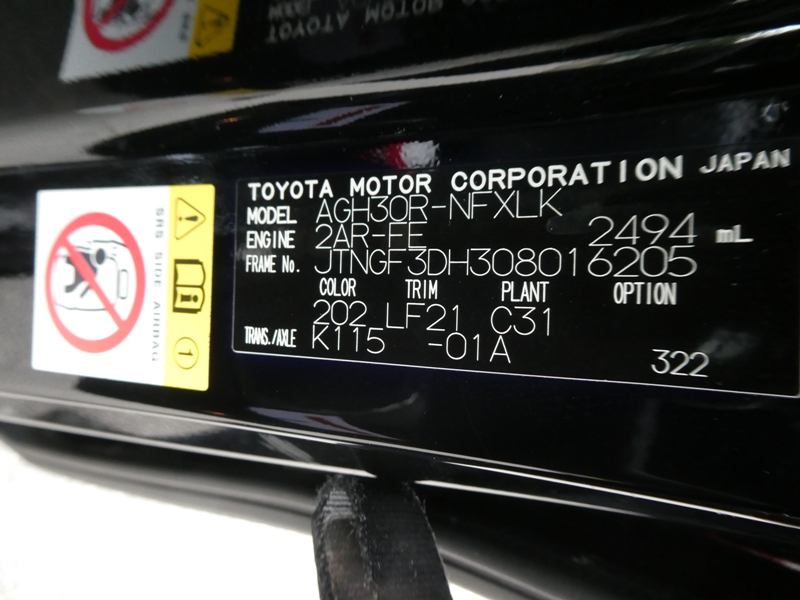 TOYOTA MOTOR CORPORATION JAPAN
MODEL AGH30R-NFXLK
ENGINE 2AR-FE 2494 mL
FRAME No. JTNGF3DH308016205
COLOR TRIM PLANT OPTION
202 LF21 C31
TRANS./AXLE K115 -01A
322
SRS SIDE AIRBAG
1